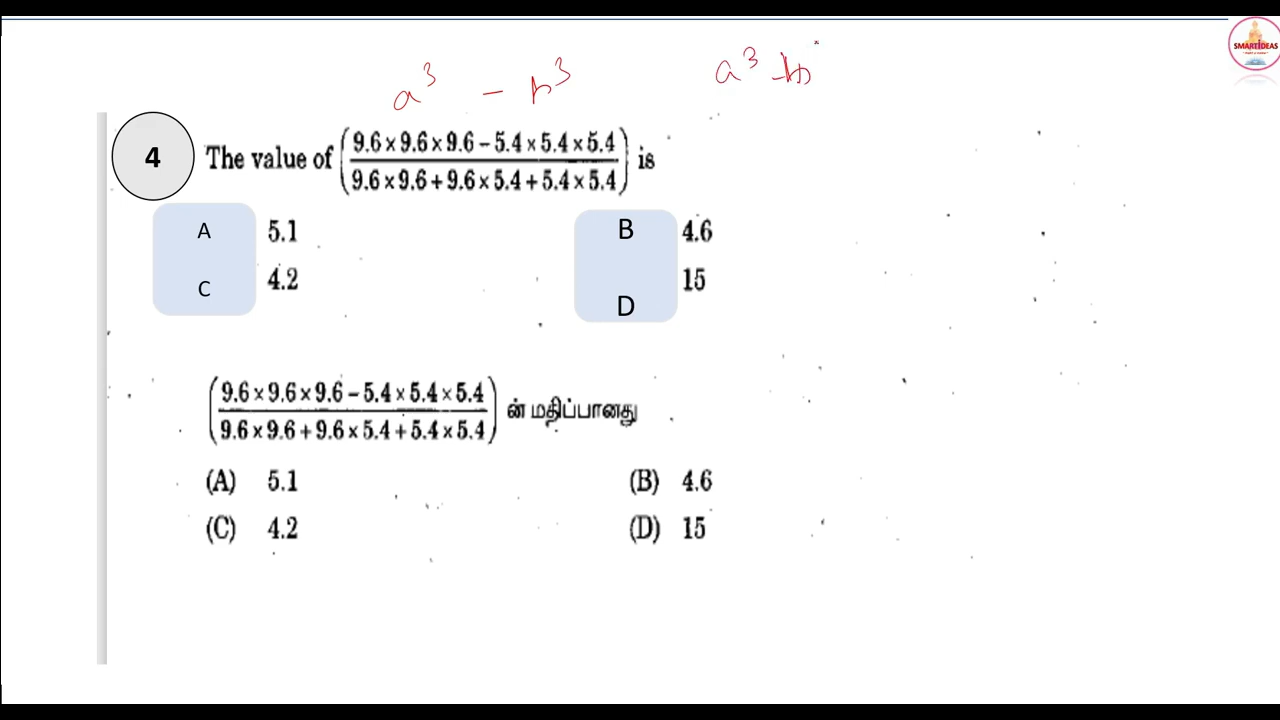 SMART IDEAS
a³ - b³ a³ - b
4 The value of (9.6×9.6×9.6−5.4×5.4×5.4 / 9.6×9.6+9.6×5.4+5.4×5.4) is
A 5.1 B 4.6
C 4.2 D 15
(9.6×9.6×9.6−5.4×5.4×5.4 / 9.6×9.6+9.6×5.4+5.4×5.4) ன் மதிப்பானது
(A) 5.1 (B) 4.6
(C) 4.2 (D) 15